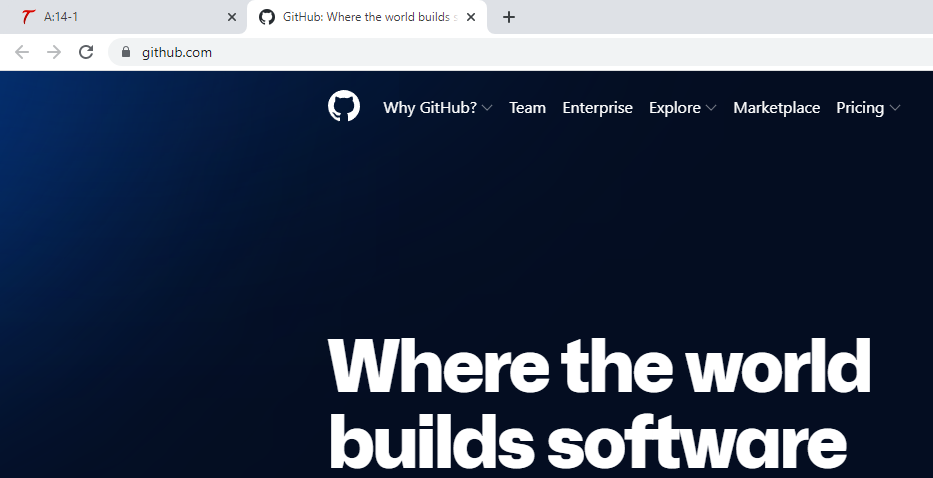 A:14-1
GitHub: Where the world builds s
github.com
Why GitHub? Team Enterprise Explore Marketplace Pricing
Where the world
builds software